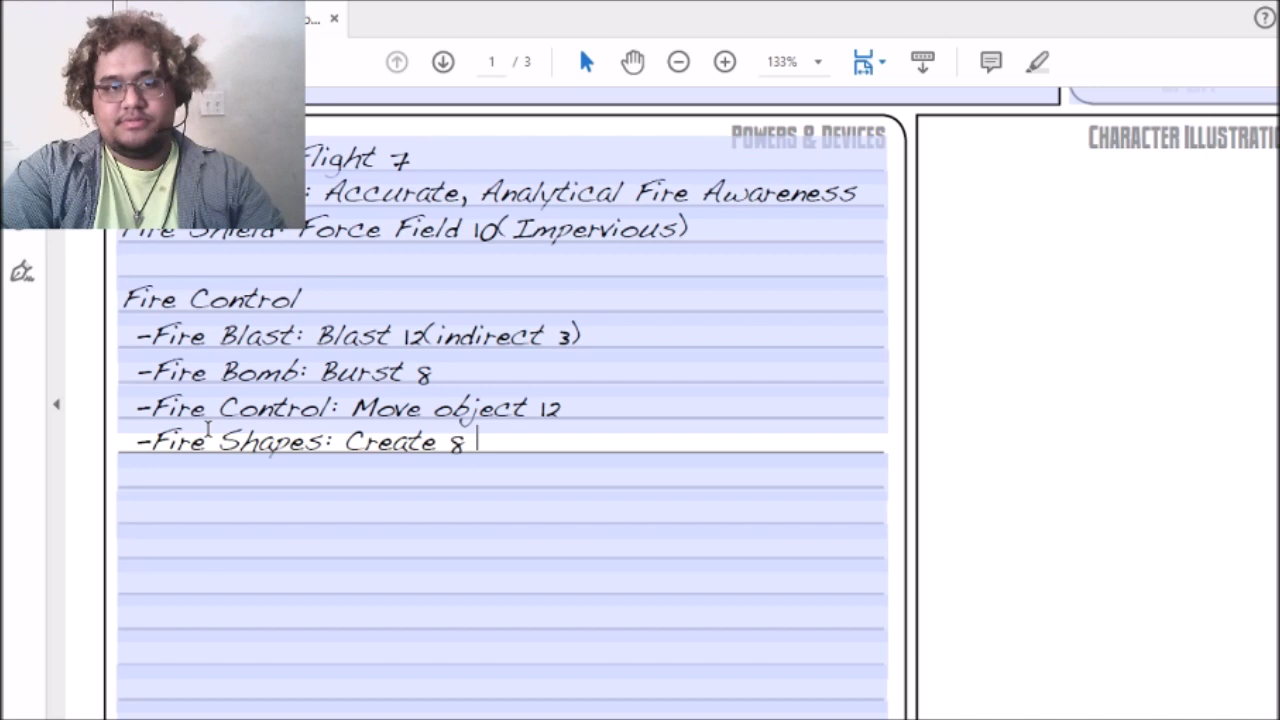 o... ×
1 / 3
133%
POWERS & DEVICES
CHARACTER ILLUSTRATI
Flight 7
: Accurate, Analytical Fire Awareness
Fire Shield: Force Field 10( Impervious)
Fire Control
-Fire Blast: Blast 12(indirect 3)
-Fire Bomb: Burst 8
-Fire Control: Move object 12
-Fire Shapes: Create 8